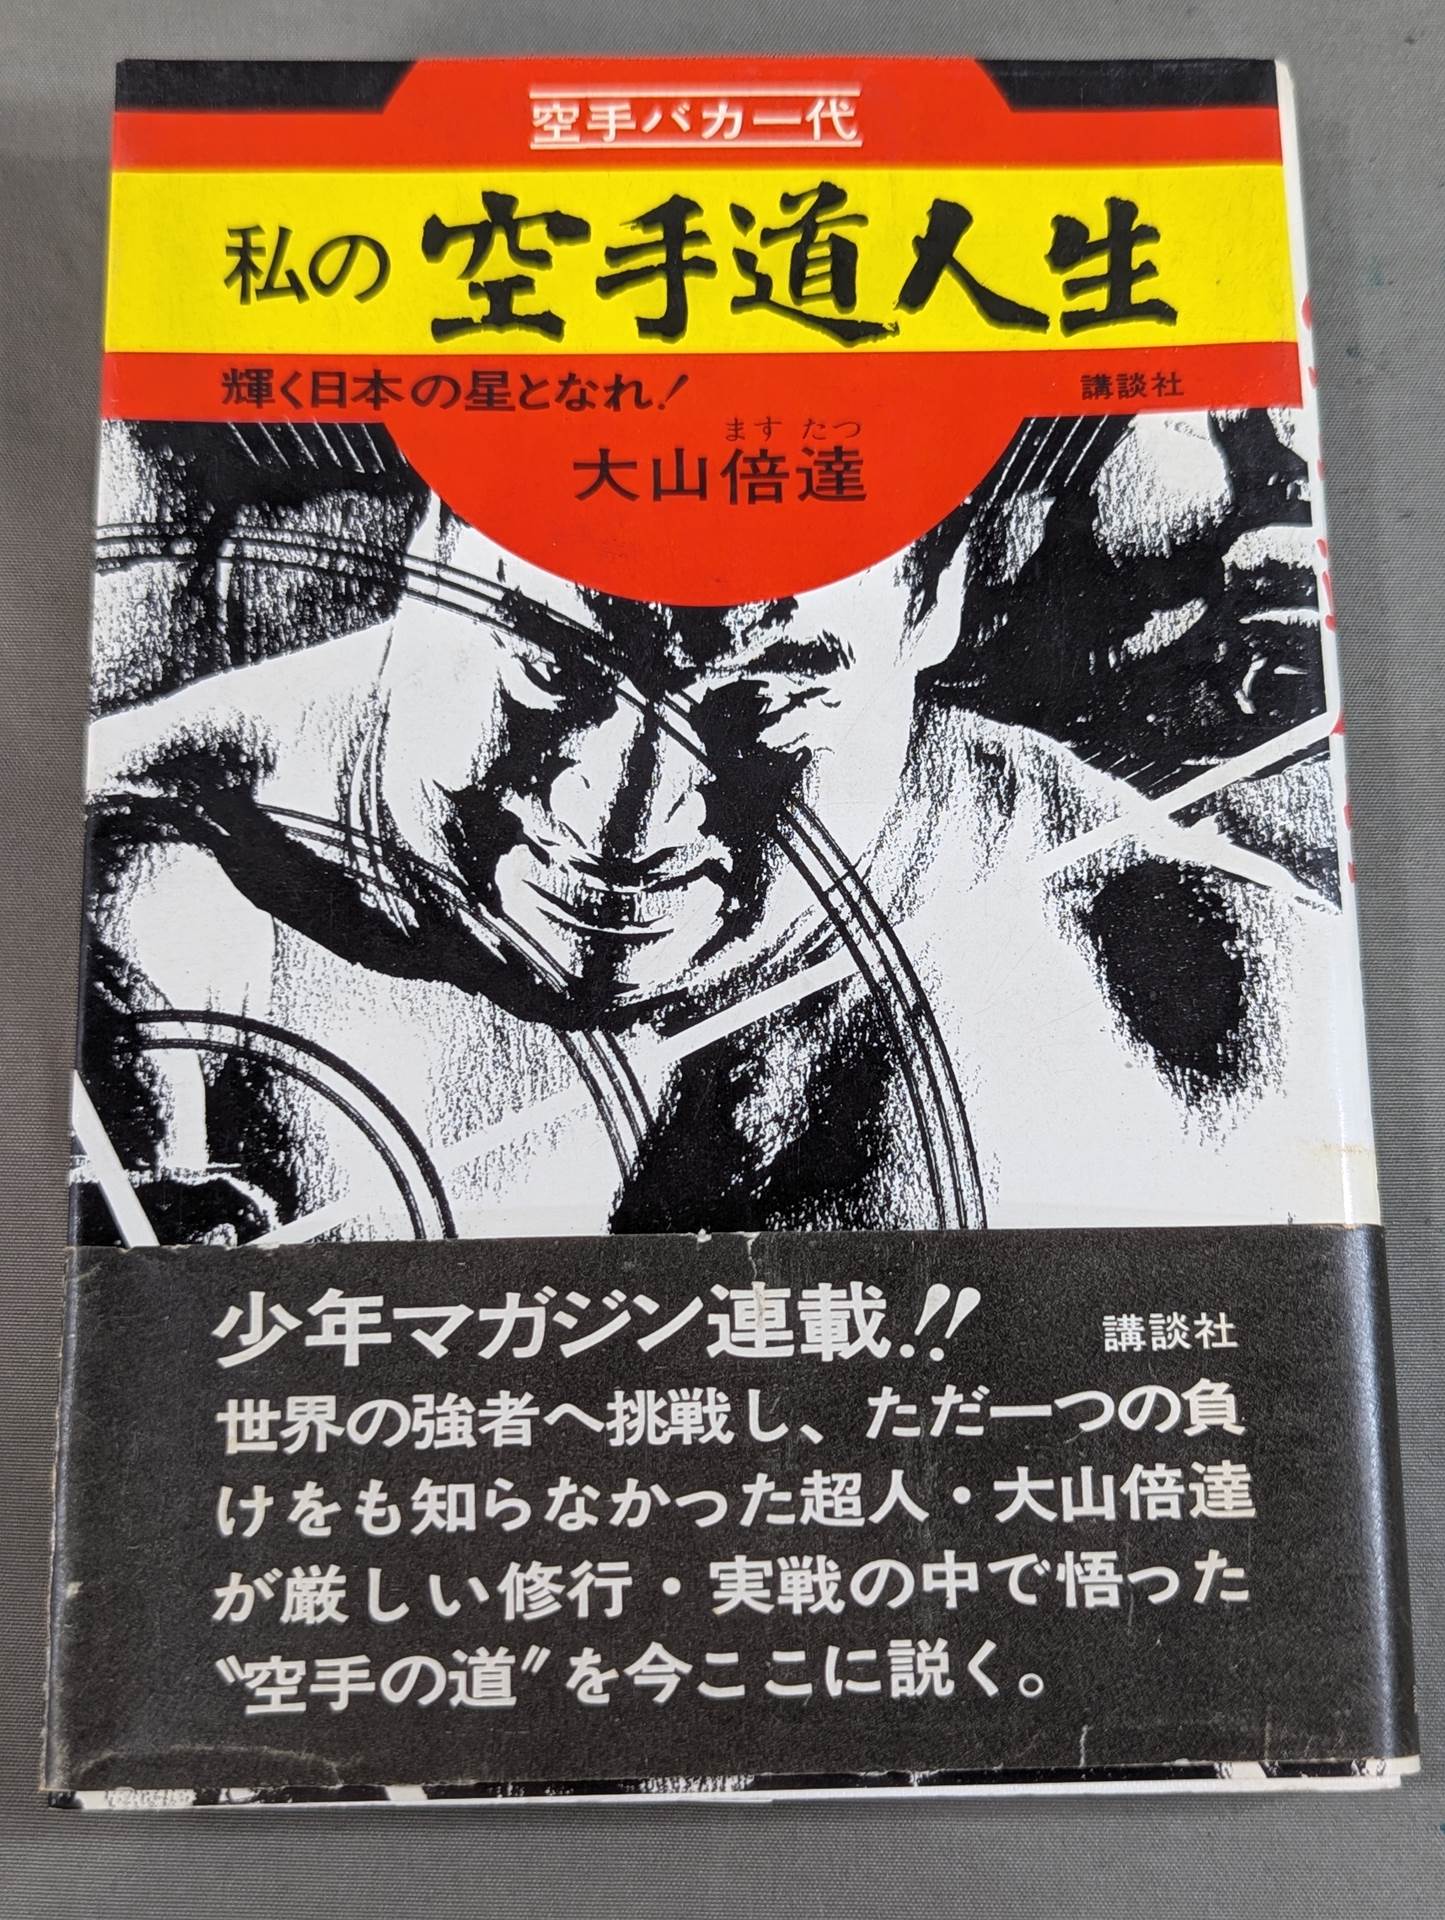 空手バカ一代
私の空手道人生
輝く日本の星となれ！
講談社
ます たつ
大山倍達
少年マガジン連載!!
講談社
世界の強者へ挑戦し、ただ一つの負
けをも知らなかった超人・大山倍達
が厳しい修行・実戦の中で悟った
〝空手の道〟を今ここに説く。